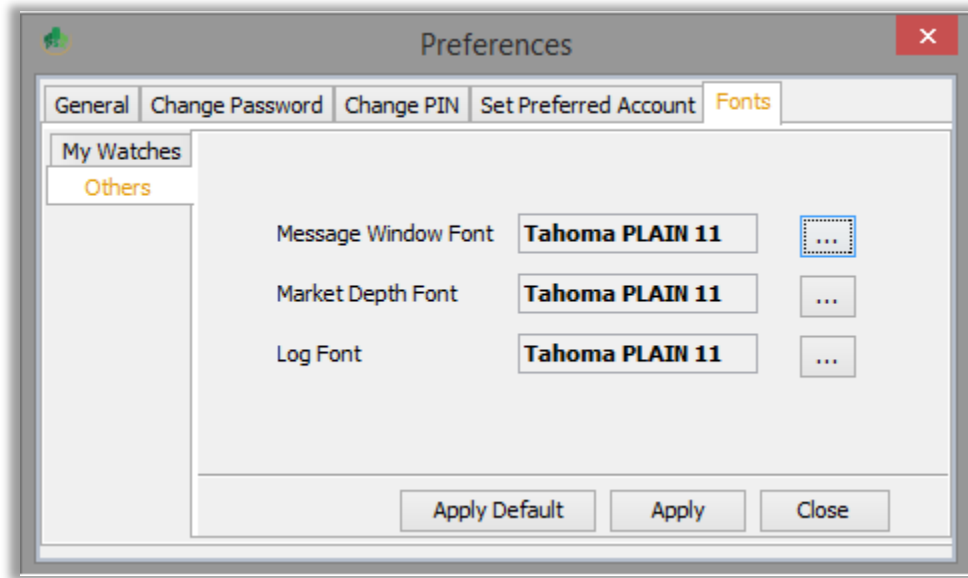 Preferences
General Change Password Change PIN Set Preferred Account Fonts
My Watches
Others
Message Window Font Tahoma PLAIN 11 ...
Market Depth Font Tahoma PLAIN 11 ...
Log Font Tahoma PLAIN 11 ...
Apply Default Apply Close